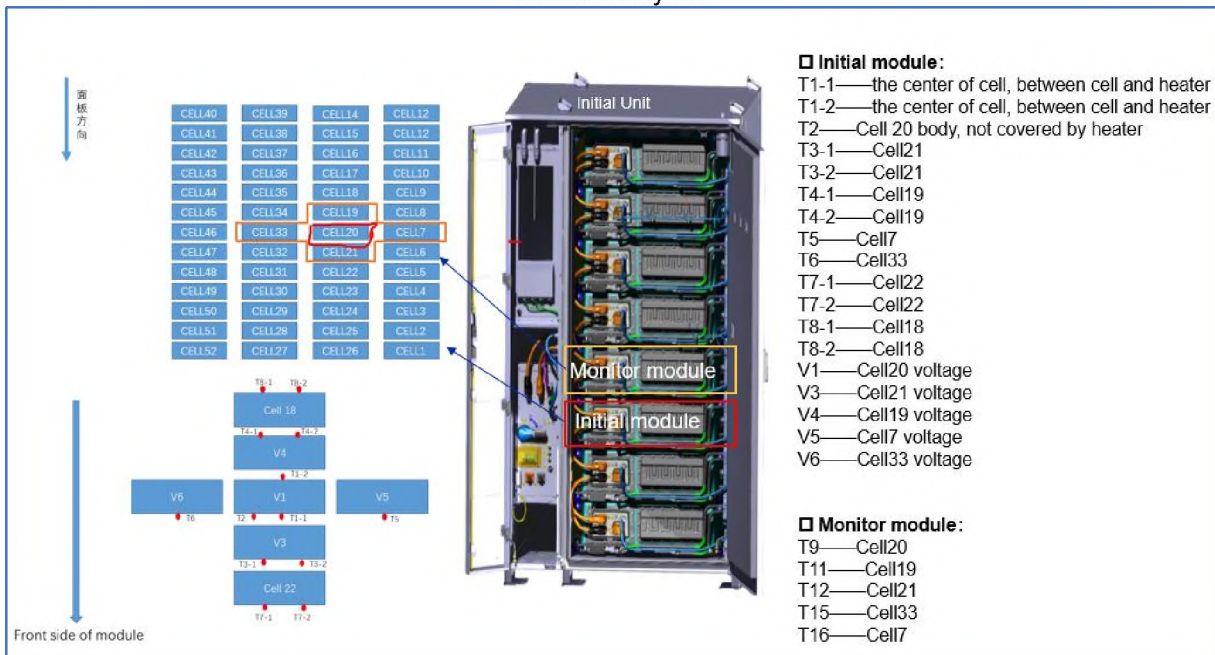 面板方向
CELL40 CELL39 CELL14 CELL12
CELL41 CELL38 CELL15 CELL12
CELL42 CELL37 CELL16 CELL11
CELL43 CELL36 CELL17 CELL10
CELL44 CELL35 CELL18 CELL9
CELL45 CELL34 CELL19 CELL8
CELL46 CELL33 CELL20 CELL7
CELL47 CELL32 CELL21 CELL6
CELL48 CELL31 CELL22 CELL5
CELL49 CELL30 CELL23 CELL4
CELL50 CELL29 CELL24 CELL3
CELL51 CELL28 CELL25 CELL2
CELL52 CELL27 CELL26 CELL1
T8-1 T8-2
Cell 18
T4-1 T4-2
V4
T1-2
V6 V1 V5
T6 T2 T1-1 T5
V3
T3-1 T3-2
Cell 22
T7-1 T7-2
Front side of module
Initial Unit
Monitor module
Initial module
Initial module:
T1-1——the center of cell, between cell and heater
T1-2——the center of cell, between cell and heater
T2——Cell 20 body, not covered by heater
T3-1——Cell21
T3-2——Cell21
T4-1——Cell19
T4-2——Cell19
T5——Cell7
T6——Cell33
T7-1——Cell22
T7-2——Cell22
T8-1——Cell18
T8-2——Cell18
V1——Cell20 voltage
V3——Cell21 voltage
V4——Cell19 voltage
V5——Cell7 voltage
V6——Cell33 voltage
Monitor module:
T9——Cell20
T11——Cell19
T12——Cell21
T15——Cell33
T16——Cell7